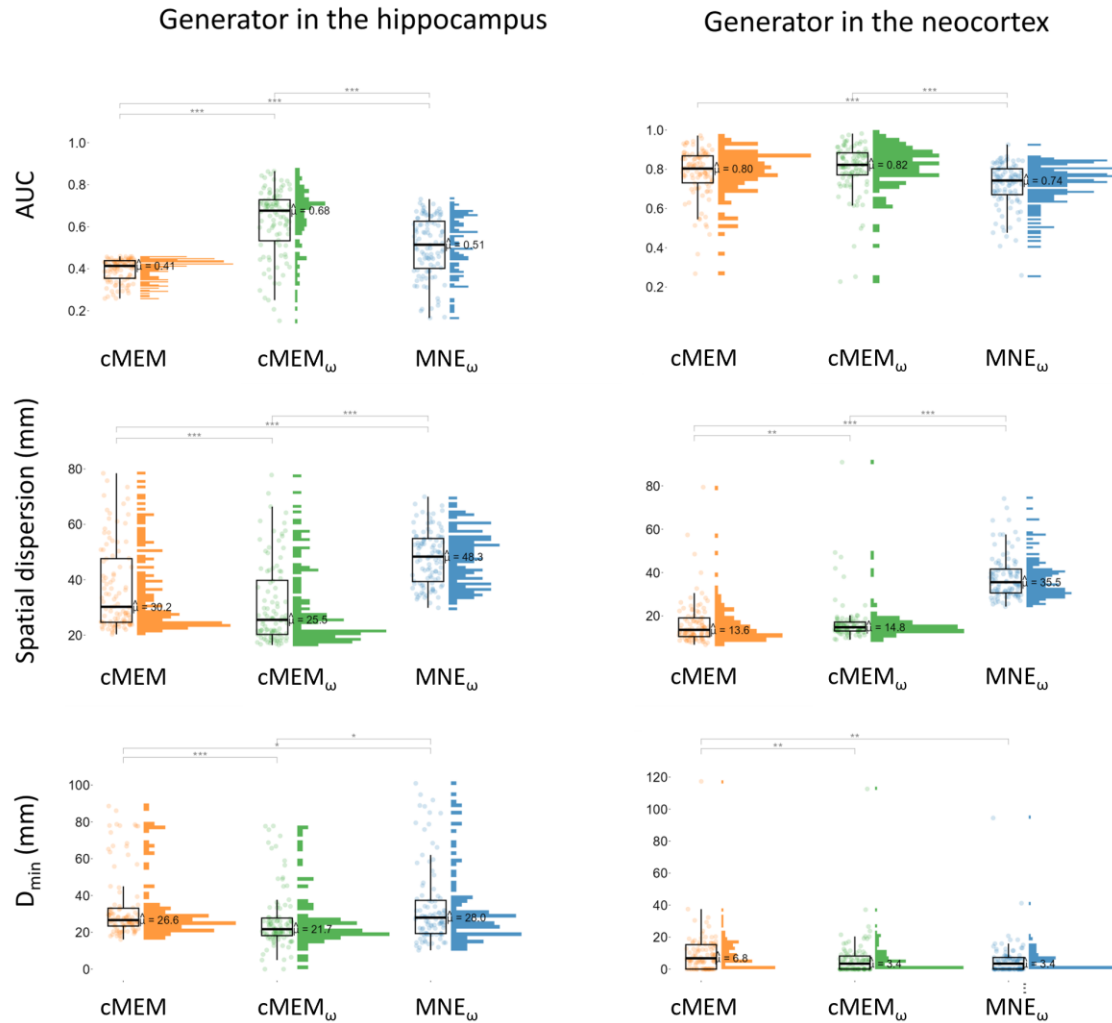 Generator in the hippocampus
Generator in the neocortex
AUC
***
***
***
1.0
0.8
0.6
0.4
0.2
μ̂ = 0.41
μ̂ = 0.68
μ̂ = 0.51
cMEM
cMEMω
MNEω
***
***
1.0
0.8
0.6
0.4
0.2
μ̂ = 0.80
μ̂ = 0.82
μ̂ = 0.74
cMEM
cMEMω
MNEω
Spatial dispersion (mm)
***
***
***
80
60
40
20
μ̂ = 30.2
μ̂ = 25.5
μ̂ = 48.3
cMEM
cMEMω
MNEω
***
***
**
80
60
40
20
μ̂ = 13.6
μ̂ = 14.8
μ̂ = 35.5
cMEM
cMEMω
MNEω
Dmin (mm)
*
*
***
100
80
60
40
20
0
μ̂ = 26.6
μ̂ = 21.7
μ̂ = 28.0
cMEM
cMEMω
MNEω
**
**
120
100
80
60
40
20
0
μ̂ = 6.8
μ̂ = 3.4
μ̂ = 3.4
cMEM
cMEMω
MNEω